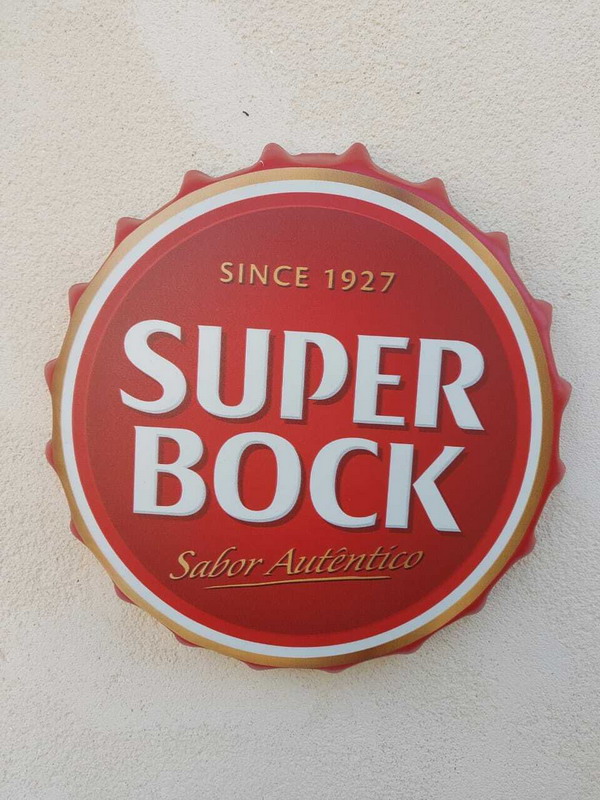 SINCE 1927
SUPER
BOCK
Sabor Autêntico